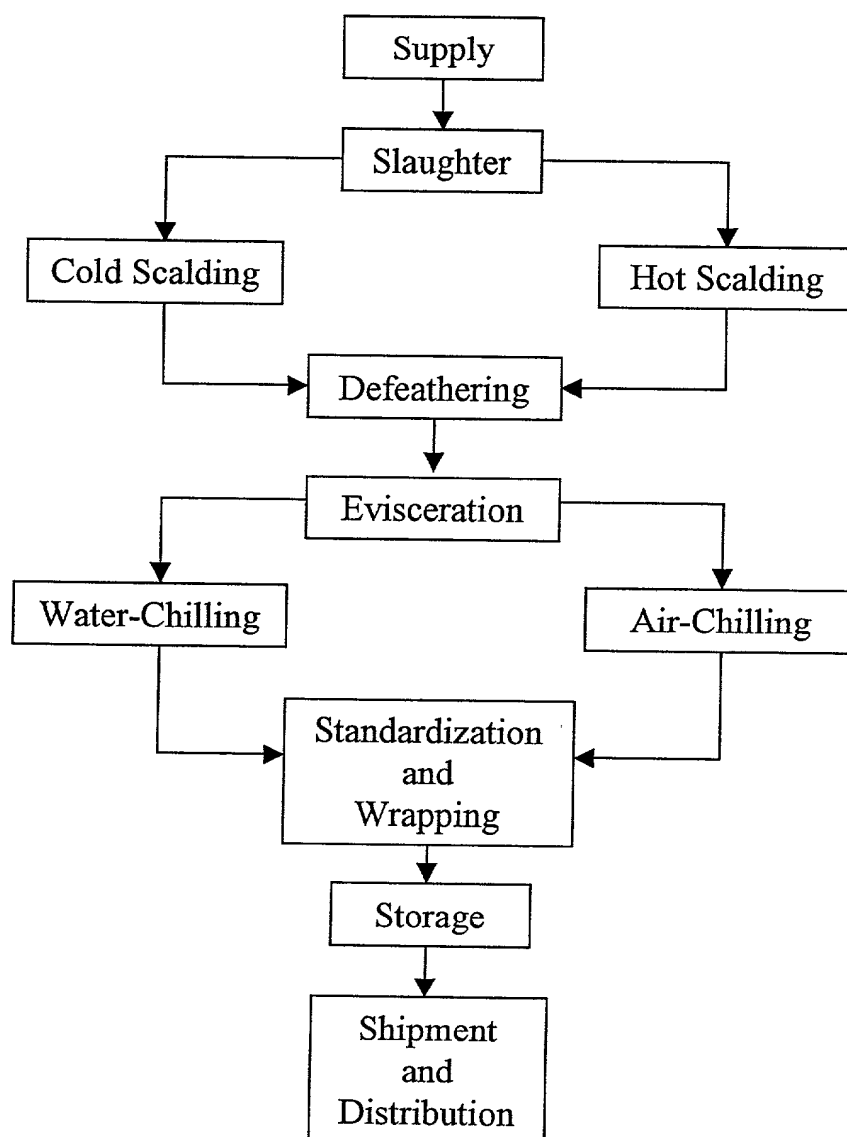 Supply
Slaughter
Cold Scalding
Hot Scalding
Defeathering
Evisceration
Water-Chilling
Air-Chilling
Standardization
and
Wrapping
Storage
Shipment
and
Distribution